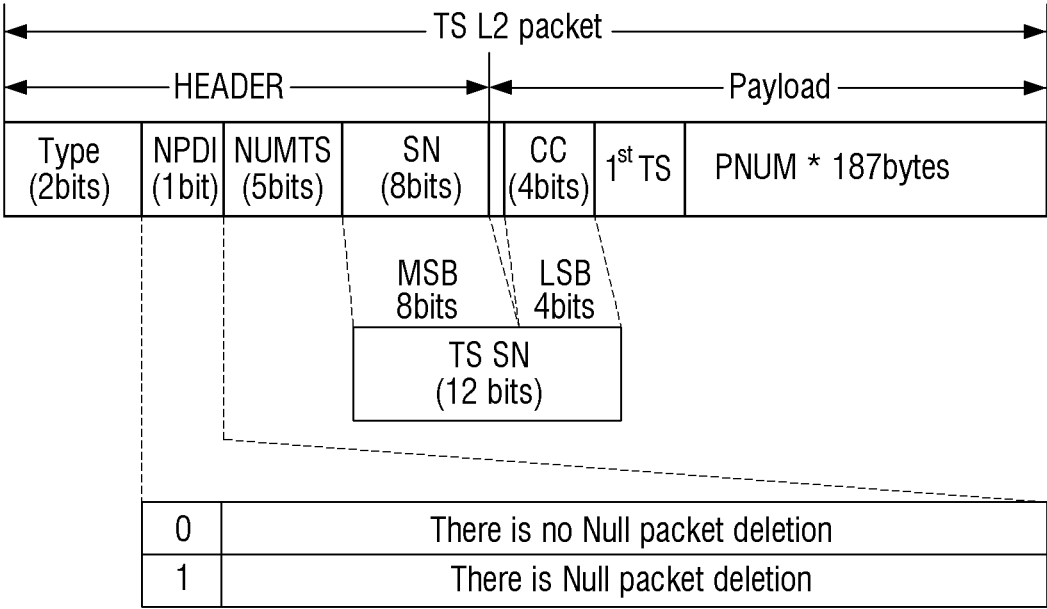 TS L2 packet
HEADER
Payload
Type
(2bits)
NPDI
(1bit)
NUMTS
(5bits)
SN
(8bits)
CC
(4bits)
1st TS
PNUM * 187bytes
MSB
8bits
LSB
4bits
TS SN
(12 bits)
0
There is no Null packet deletion
1
There is Null packet deletion